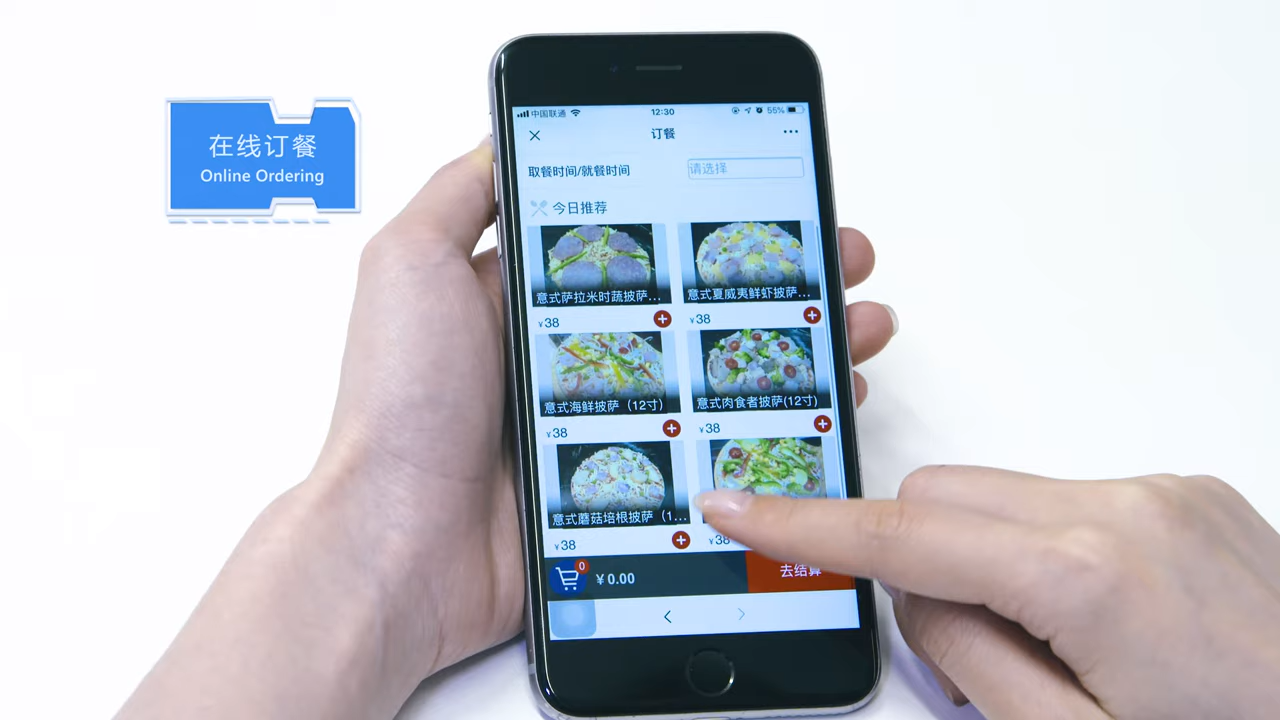 在线订餐
Online Ordering
中国联通
12:30
55%
订餐
取餐时间/就餐时间
请选择
今日推荐
意式萨拉米时蔬披萨...
意式夏威夷鲜虾披萨...
¥38
¥38
意式海鲜披萨（12寸）
意式肉食者披萨(12寸)
¥38
¥38
意式蘑菇培根披萨（1...
¥38
¥38
0
¥0.00
去结算